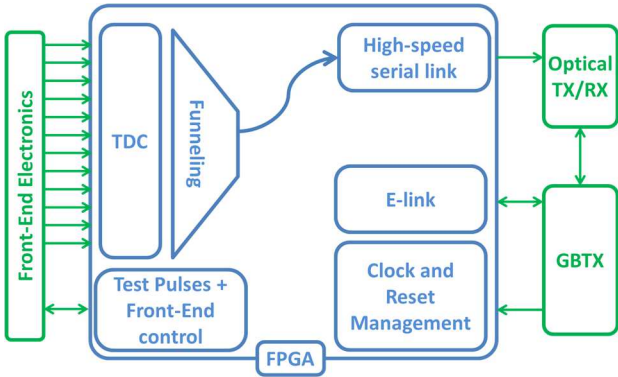 Front-End Electronics
TDC
Funneling
High-speed
serial link
Optical
TX/RX
E-link
GBTX
Test Pulses +
Front-End
control
Clock and
Reset
Management
FPGA